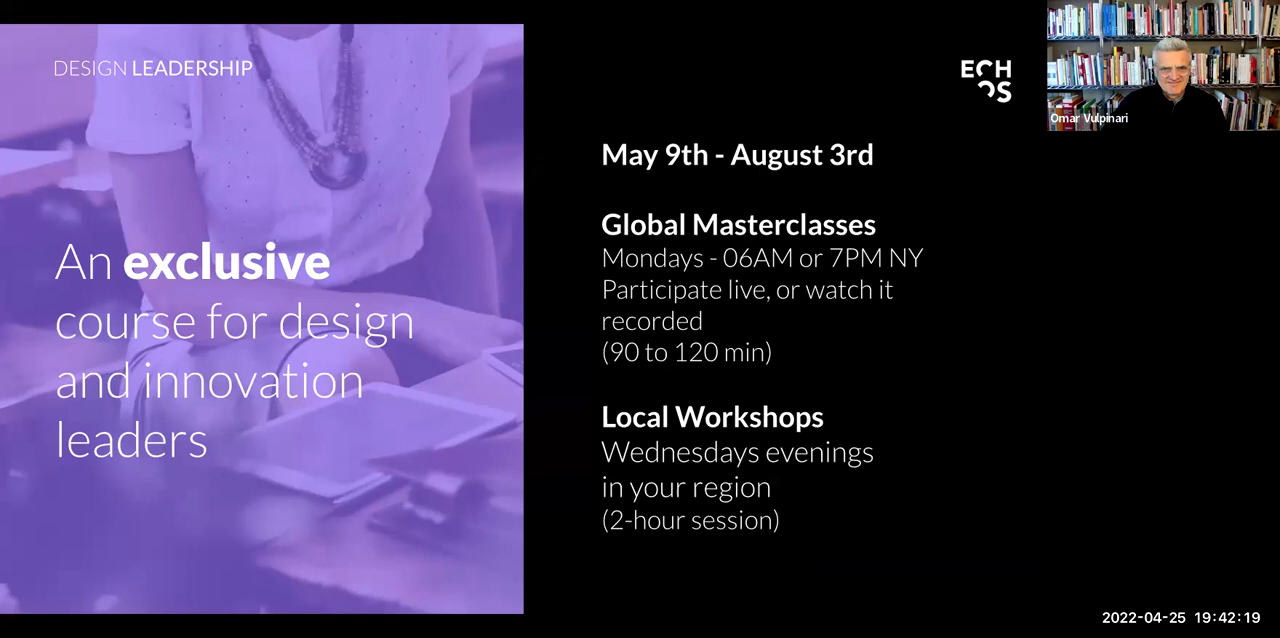 DESIGN LEADERSHIP
An exclusive
course for design
and innovation
leaders
ECH
OS
Omar Vulpinari
May 9th - August 3rd
Global Masterclasses
Mondays - 06AM or 7PM NY
Participate live, or watch it
recorded
(90 to 120 min)
Local Workshops
Wednesdays evenings
in your region
(2-hour session)
2022-04-25 19:42:19